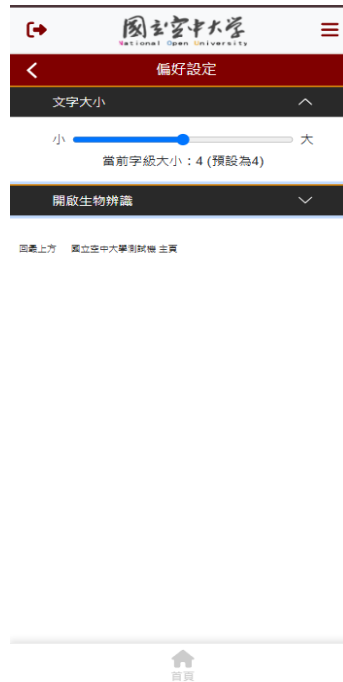 國立空中大學
National Open University
偏好設定
文字大小
小 大
當前字級大小：4 (預設為4)
開啟生物辨識
回最上方 國立空中大學測試機 主頁
首頁